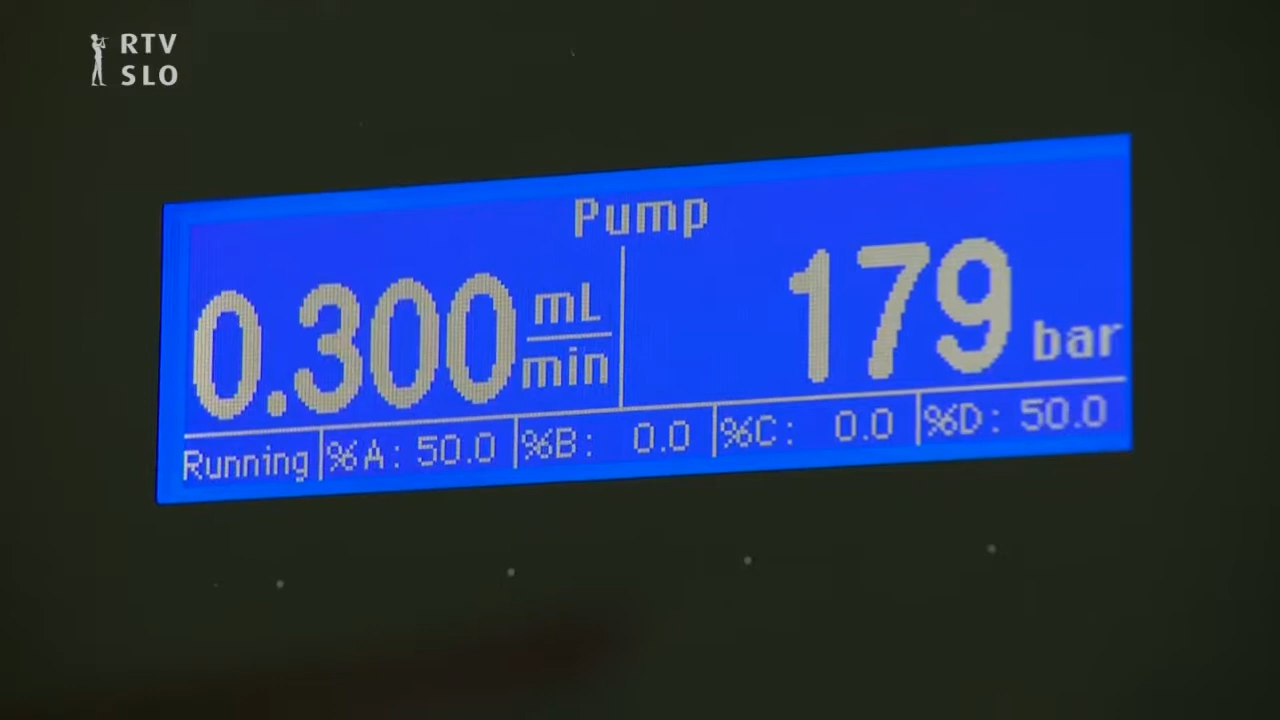 RTV
SLO
Pump
0.300 mL/min
179 bar
Running %A: 50.0 %B: 0.0 %C: 0.0 %D: 50.0